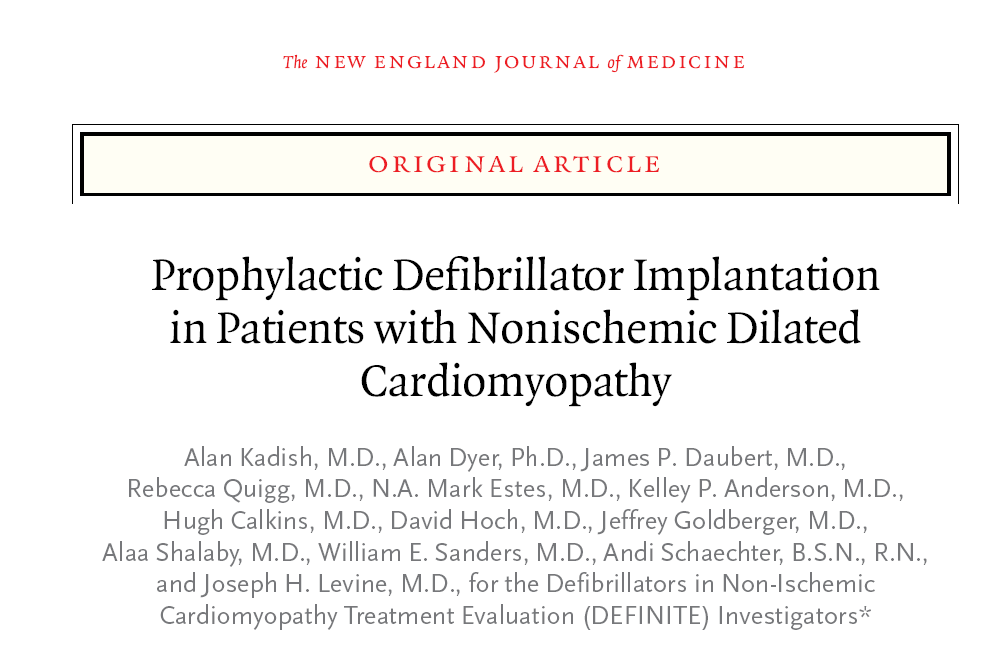 The NEW ENGLAND JOURNAL of MEDICINE
ORIGINAL ARTICLE
Prophylactic Defibrillator Implantation
in Patients with Nonischemic Dilated
Cardiomyopathy
Alan Kadish, M.D., Alan Dyer, Ph.D., James P. Daubert, M.D.,
Rebecca Quigg, M.D., N.A. Mark Estes, M.D., Kelley P. Anderson, M.D.,
Hugh Calkins, M.D., David Hoch, M.D., Jeffrey Goldberger, M.D.,
Alaa Shalaby, M.D., William E. Sanders, M.D., Andi Schaechter, B.S.N., R.N.,
and Joseph H. Levine, M.D., for the Defibrillators in Non-Ischemic
Cardiomyopathy Treatment Evaluation (DEFINITE) Investigators*